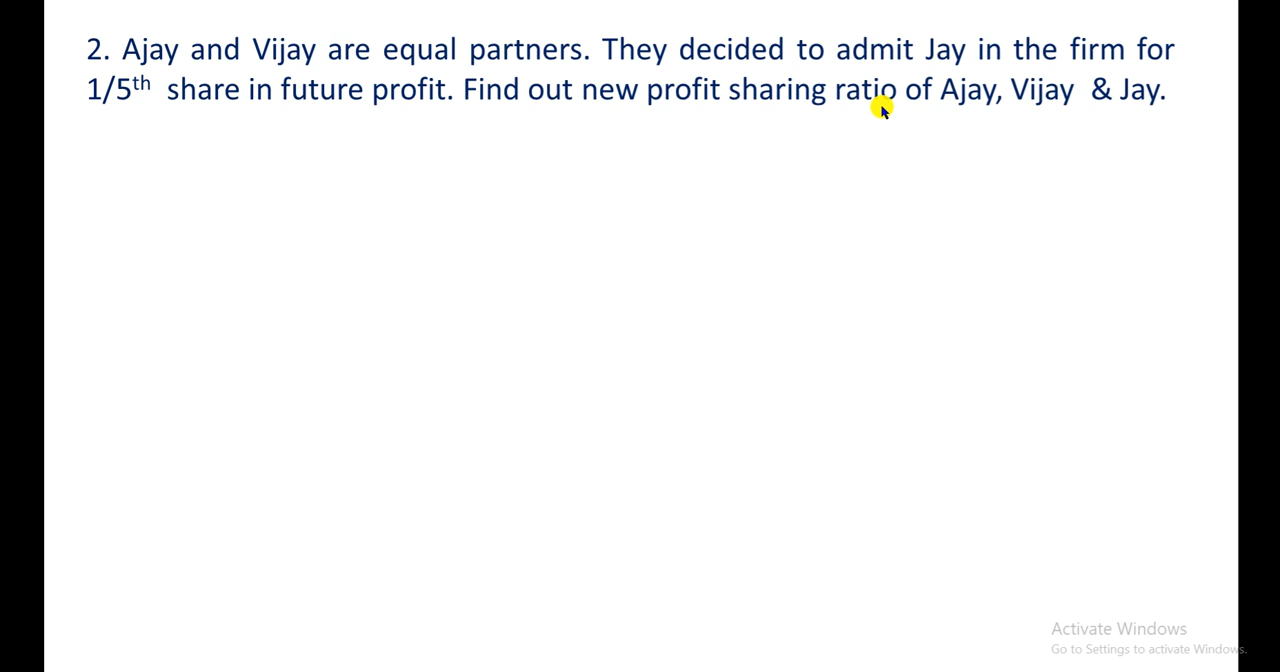 2. Ajay and Vijay are equal partners. They decided to admit Jay in the firm for
1/5th share in future profit. Find out new profit sharing ratio of Ajay, Vijay & Jay.
Activate Windows
Go to Settings to activate Windows.